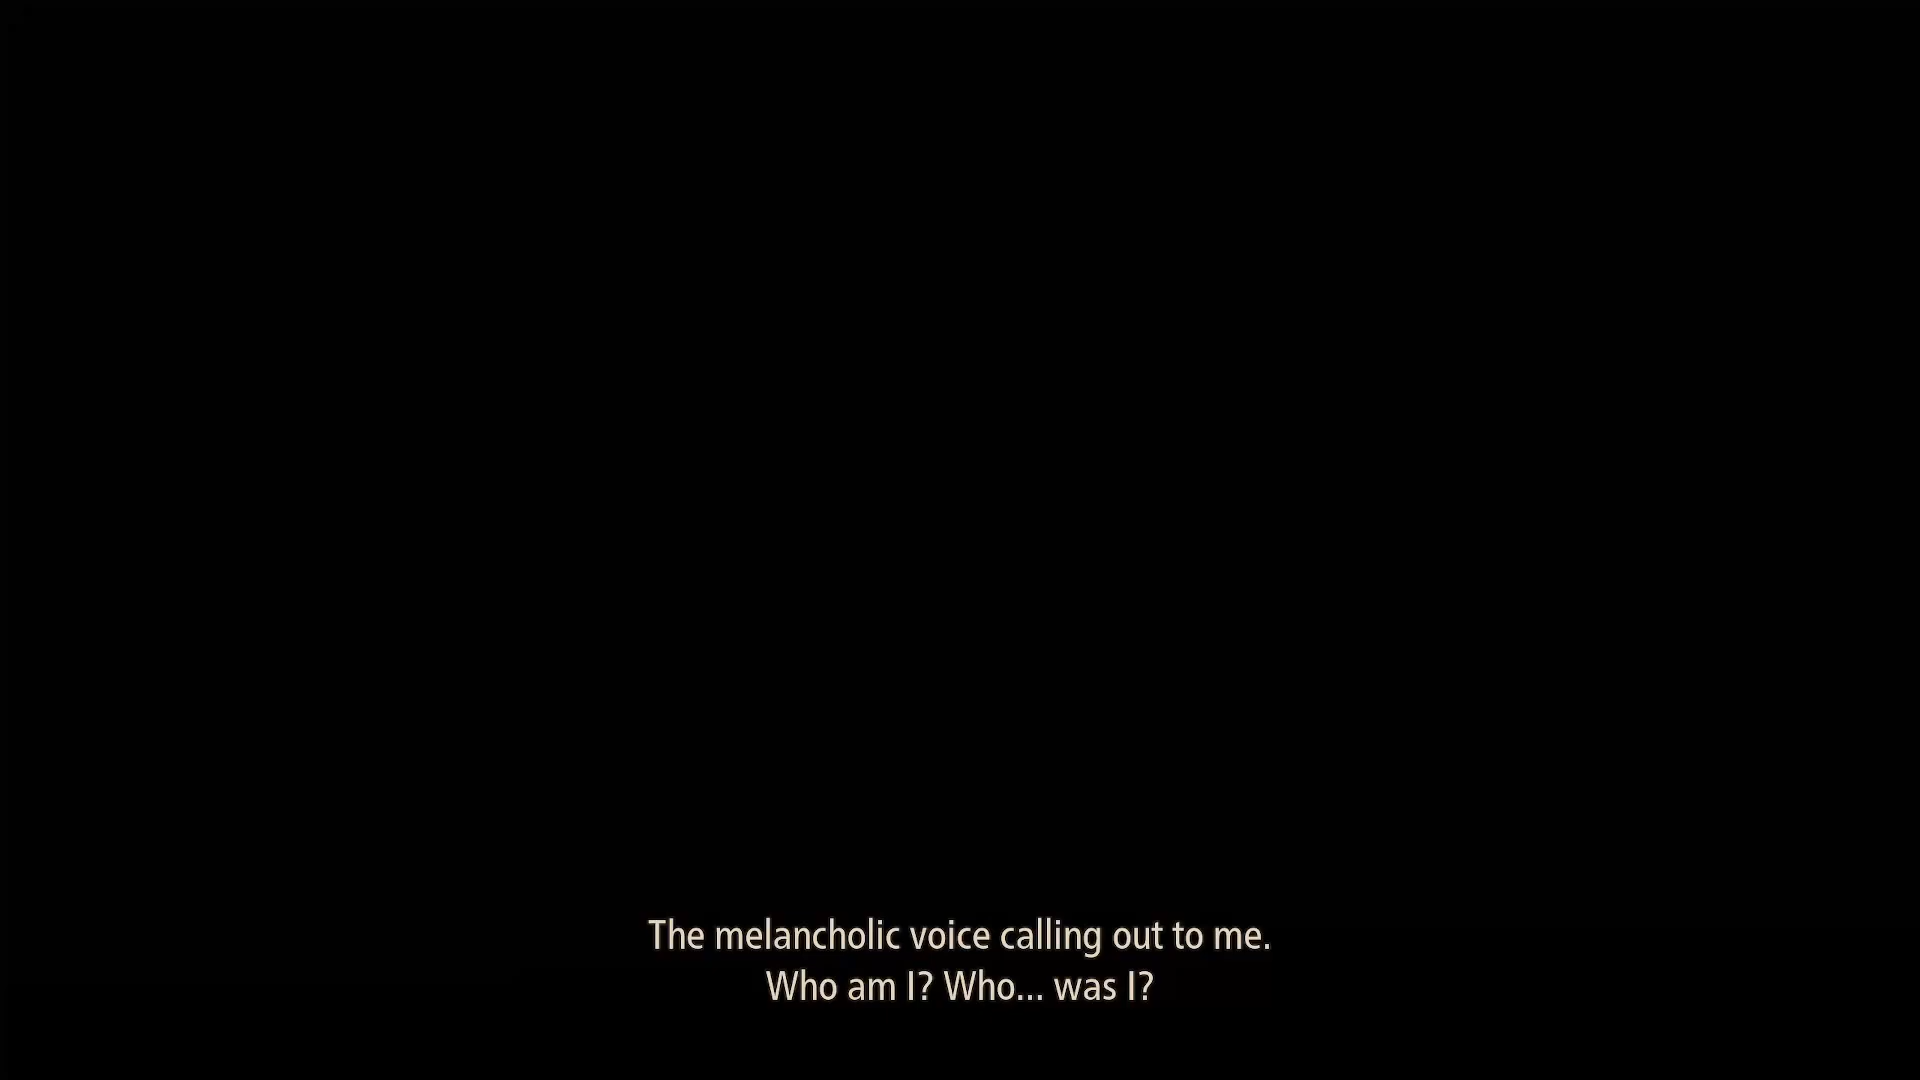 The melancholic voice calling out to me.
Who am I? Who... was I?